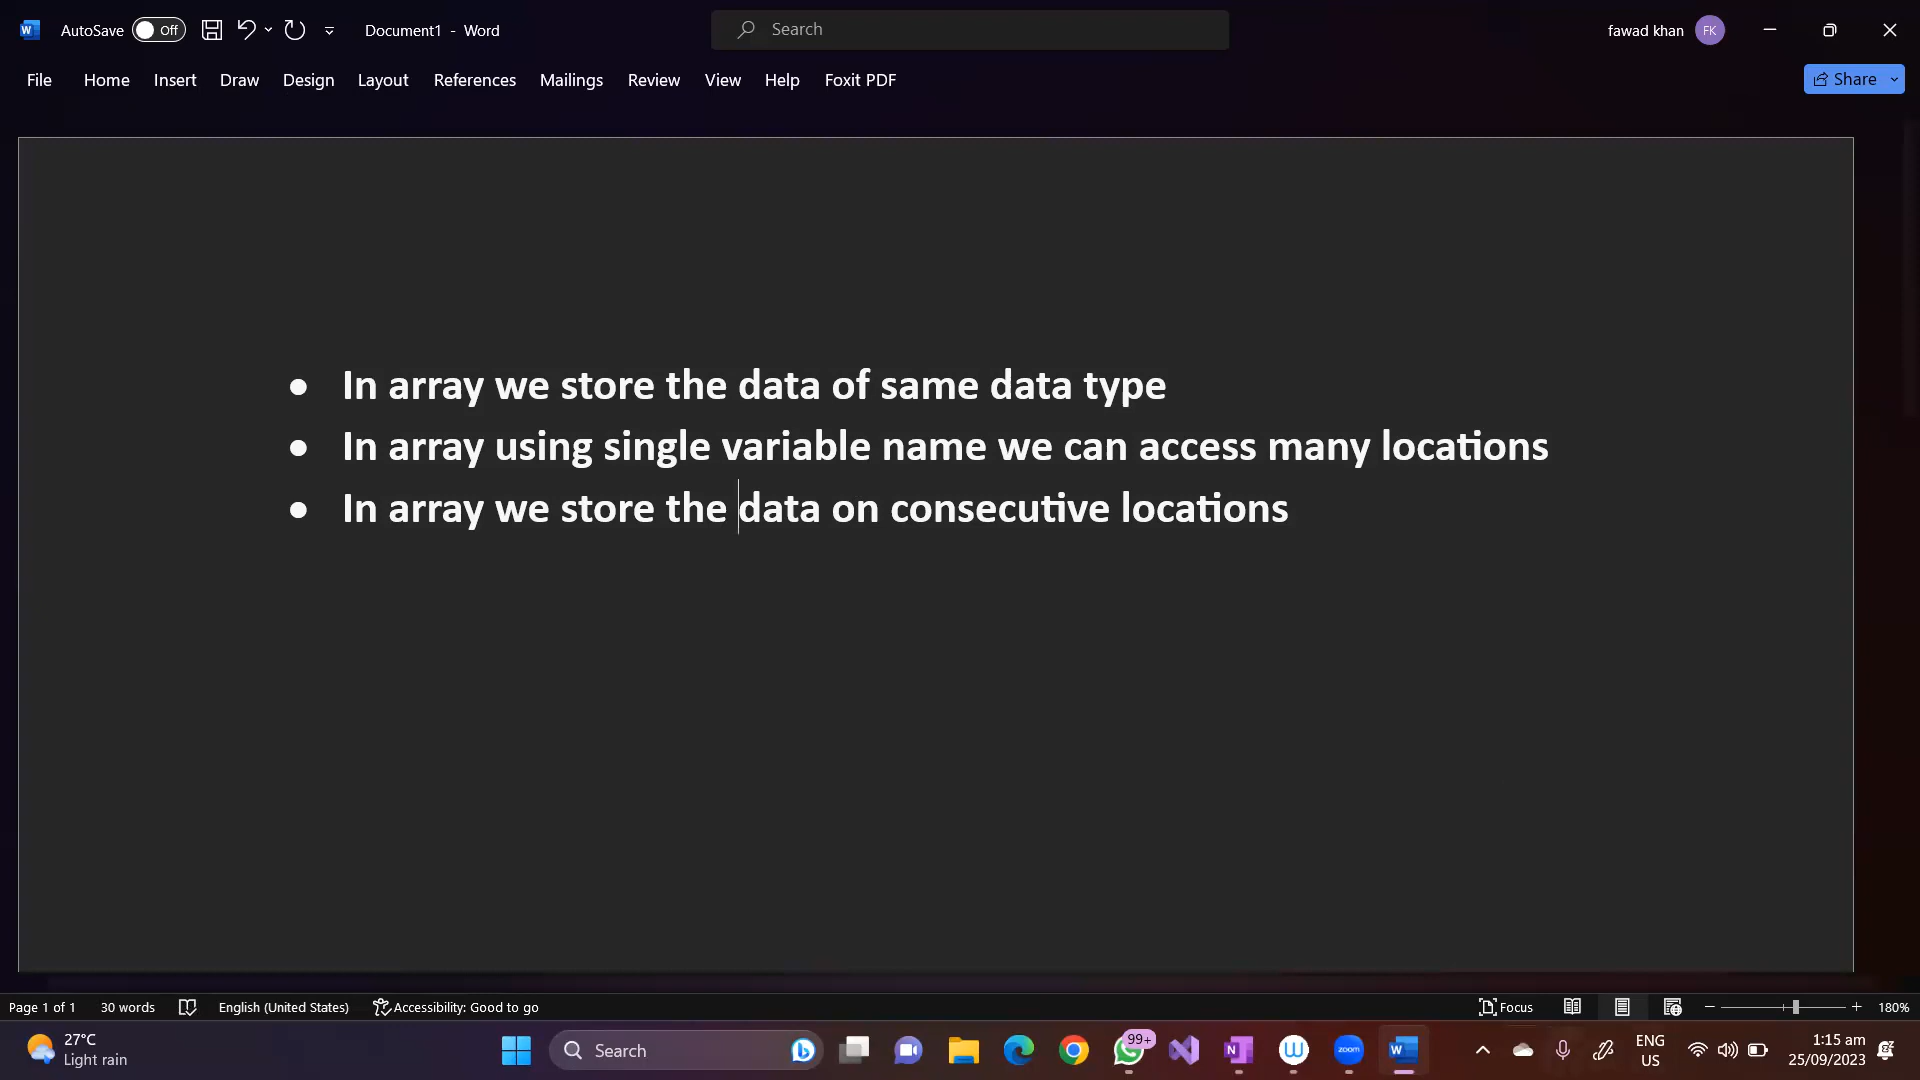 AutoSave Off Document1 - Word Search fawad khan FK
File Home Insert Draw Design Layout References Mailings Review View Help Foxit PDF Share
● In array we store the data of same data type
● In array using single variable name we can access many locations
● In array we store the data on consecutive locations
Page 1 of 1 30 words English (United States) Accessibility: Good to go Focus 180%
27°C
Light rain
Search
99+
zoom
ENG
US
1:15 am
25/09/2023